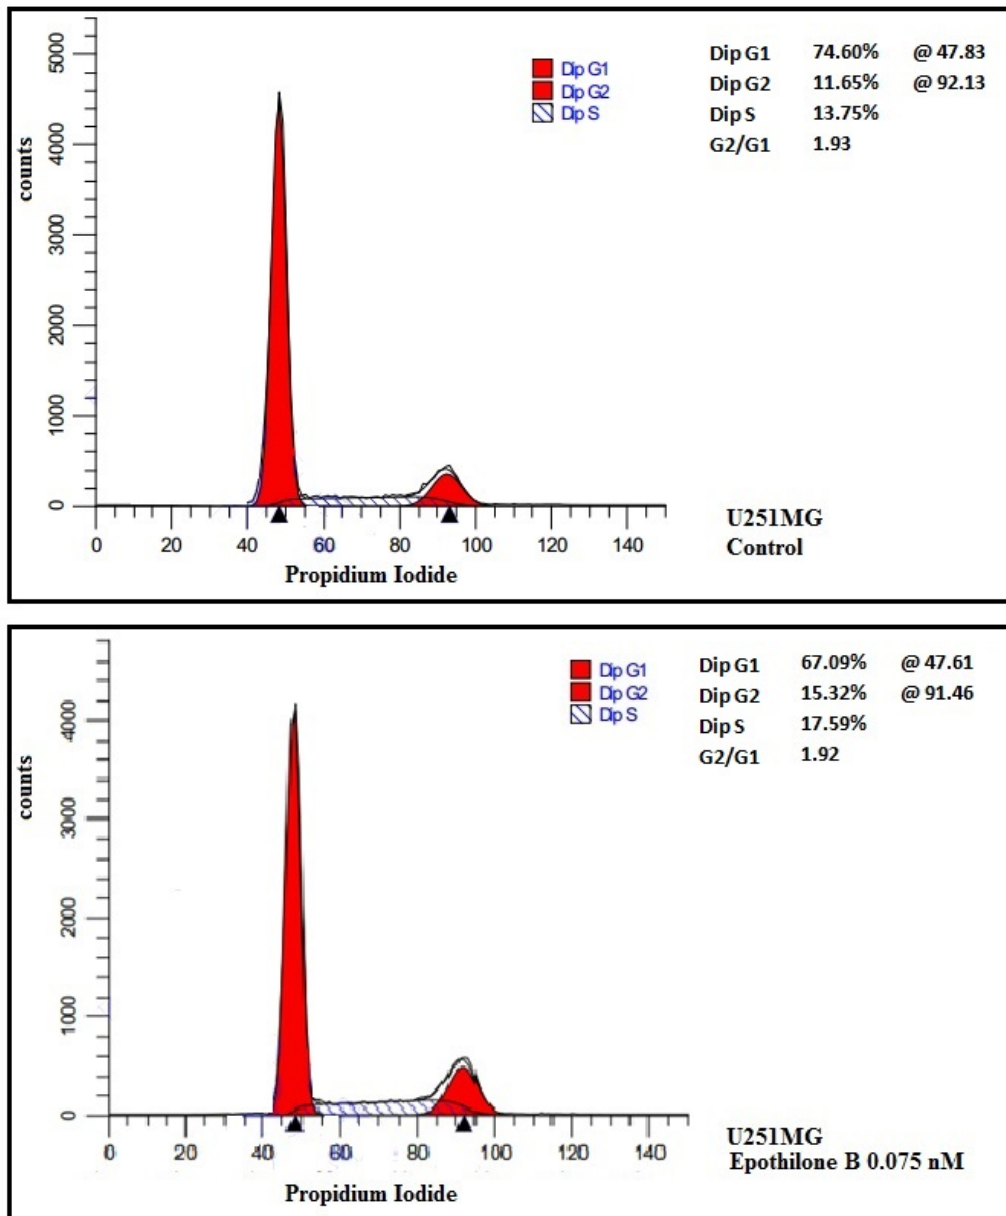 5000
4000
3000
2000
1000
0
counts
Dip G1
Dip G2
Dip S
Dip G1 74.60% @ 47.83
Dip G2 11.65% @ 92.13
Dip S 13.75%
G2/G1 1.93
0 20 40 60 80 100 120 140
Propidium Iodide
U251MG
Control
4000
3000
2000
1000
0
counts
Dip G1
Dip G2
Dip S
Dip G1 67.09% @ 47.61
Dip G2 15.32% @ 91.46
Dip S 17.59%
G2/G1 1.92
0 20 40 60 80 100 120 140
Propidium Iodide
U251MG
Epothilone B 0.075 nM